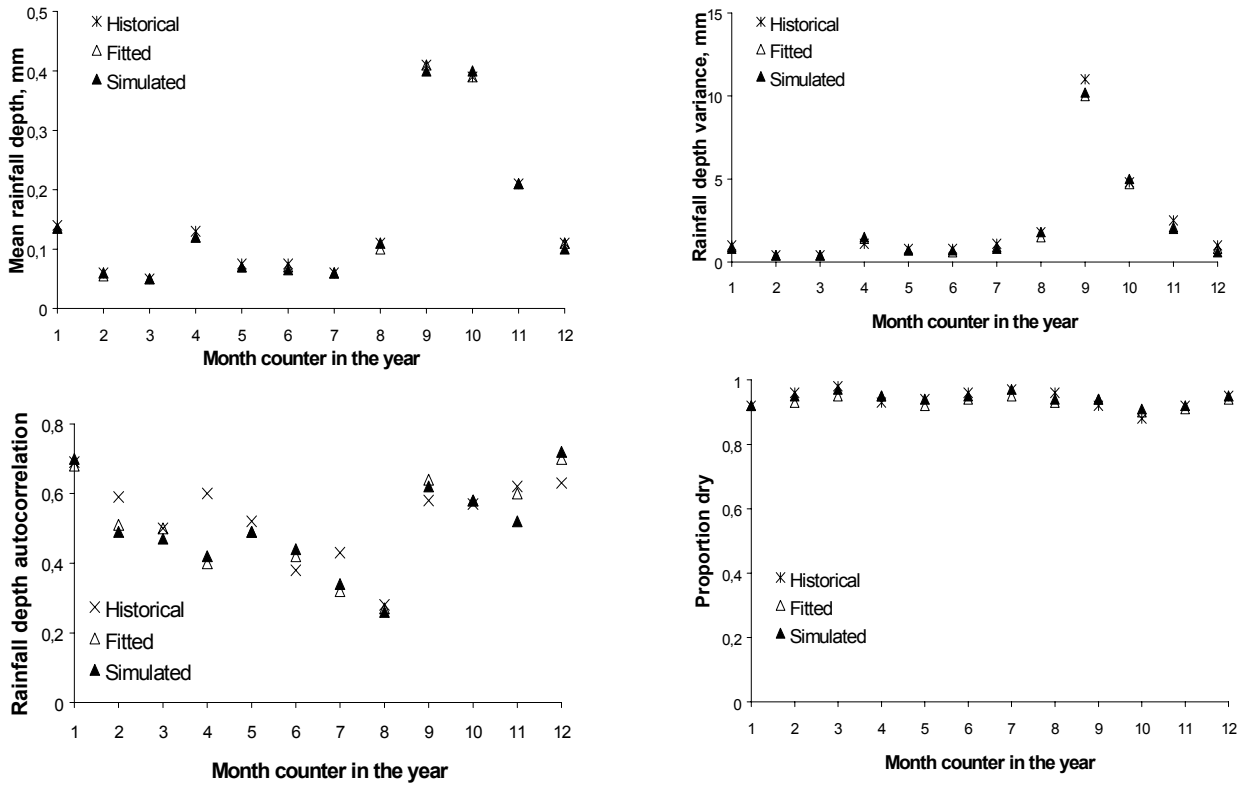 Mean rainfall depth, mm
0,5
0,4
0,3
0,2
0,1
0
Historical
Fitted
Simulated
1 2 3 4 5 6 7 8 9 10 11 12
Month counter in the year
Rainfall depth variance, mm
15
10
5
0
Historical
Fitted
Simulated
1 2 3 4 5 6 7 8 9 10 11 12
Month counter in the year
Rainfall depth autocorrelation
0,8
0,6
0,4
0,2
0
Historical
Fitted
Simulated
1 2 3 4 5 6 7 8 9 10 11 12
Month counter in the year
Proportion dry
1
0,8
0,6
0,4
0,2
0
Historical
Fitted
Simulated
1 2 3 4 5 6 7 8 9 10 11 12
Month counter in the year